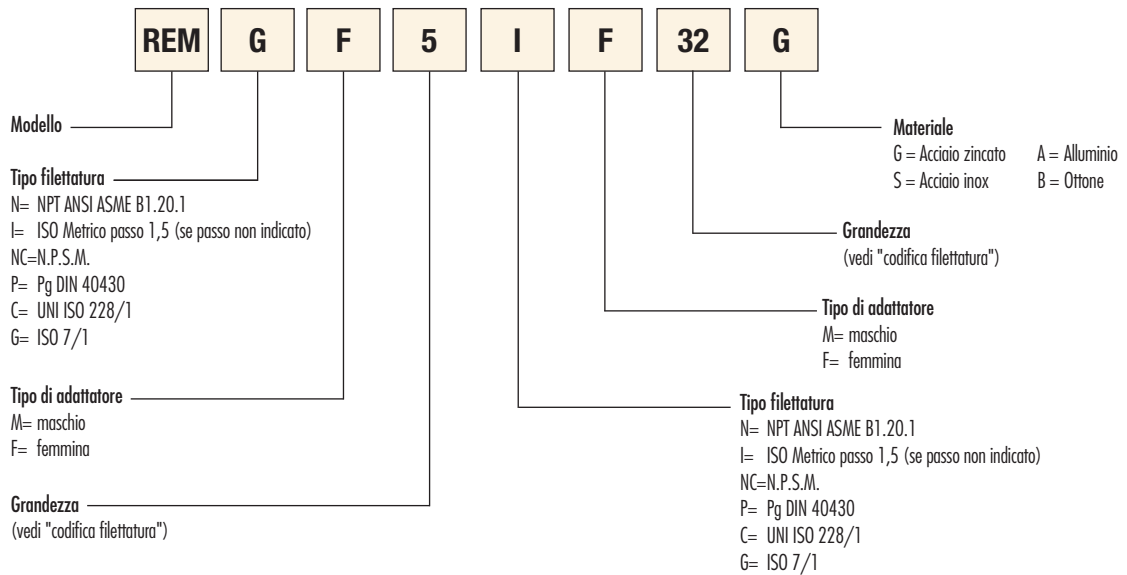 REM G F 5 I F 32 G
Modello
Tipo filettatura
N= NPT ANSI ASME B1.20.1
I= ISO Metrico passo 1,5 (se passo non indicato)
NC=N.P.S.M.
P= Pg DIN 40430
C= UNI ISO 228/1
G= ISO 7/1
Tipo di adattatore
M= maschio
F= femmina
Grandezza
(vedi "codifica filettatura")
Materiale
G = Acciaio zincato A = Alluminio
S = Acciaio inox B = Ottone
Grandezza
(vedi "codifica filettatura")
Tipo di adattatore
M= maschio
F= femmina
Tipo filettatura
N= NPT ANSI ASME B1.20.1
I= ISO Metrico passo 1,5 (se passo non indicato)
NC=N.P.S.M.
P= Pg DIN 40430
C= UNI ISO 228/1
G= ISO 7/1